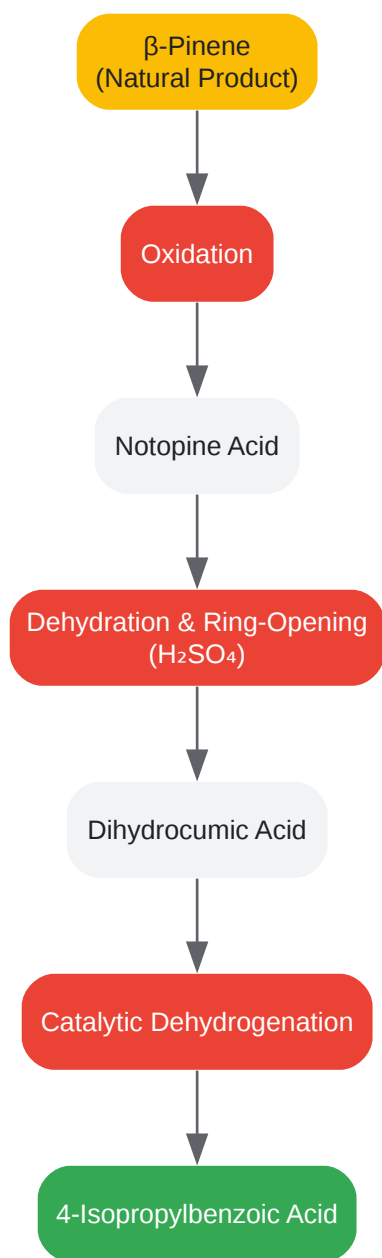 β-Pinene
(Natural Product)
Oxidation
Notopine Acid
Dehydration & Ring-Opening
(H₂SO₄)
Dihydrocumic Acid
Catalytic Dehydrogenation
4-Isopropylbenzoic Acid